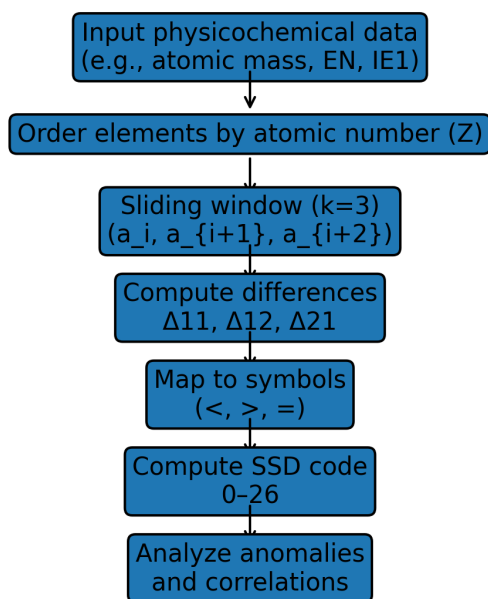 Input physicochemical data
(e.g., atomic mass, EN, IE1)
Order elements by atomic number (Z)
Sliding window (k=3)
(a_i, a_{i+1}, a_{i+2})
Compute differences
Δ11, Δ12, Δ21
Map to symbols
(<, >, =)
Compute SSD code
0–26
Analyze anomalies
and correlations